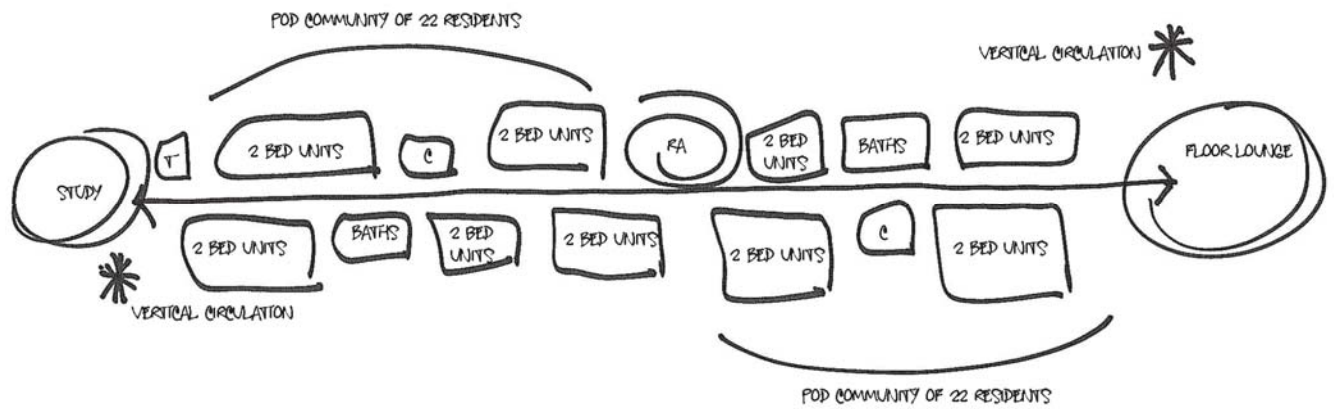 POD COMMUNITY OF 22 RESIDENTS
VERTICAL CIRCULATION
T
2 BED UNITS
C
2 BED UNITS
RA
2 BED
UNITS
BATHS
2 BED UNITS
FLOOR LOUNGE
STUDY
2 BED UNITS
BATHS
2 BED
UNITS
2 BED UNITS
2 BED UNITS
C
2 BED UNITS
VERTICAL CIRCULATION
POD COMMUNITY OF 22 RESIDENTS